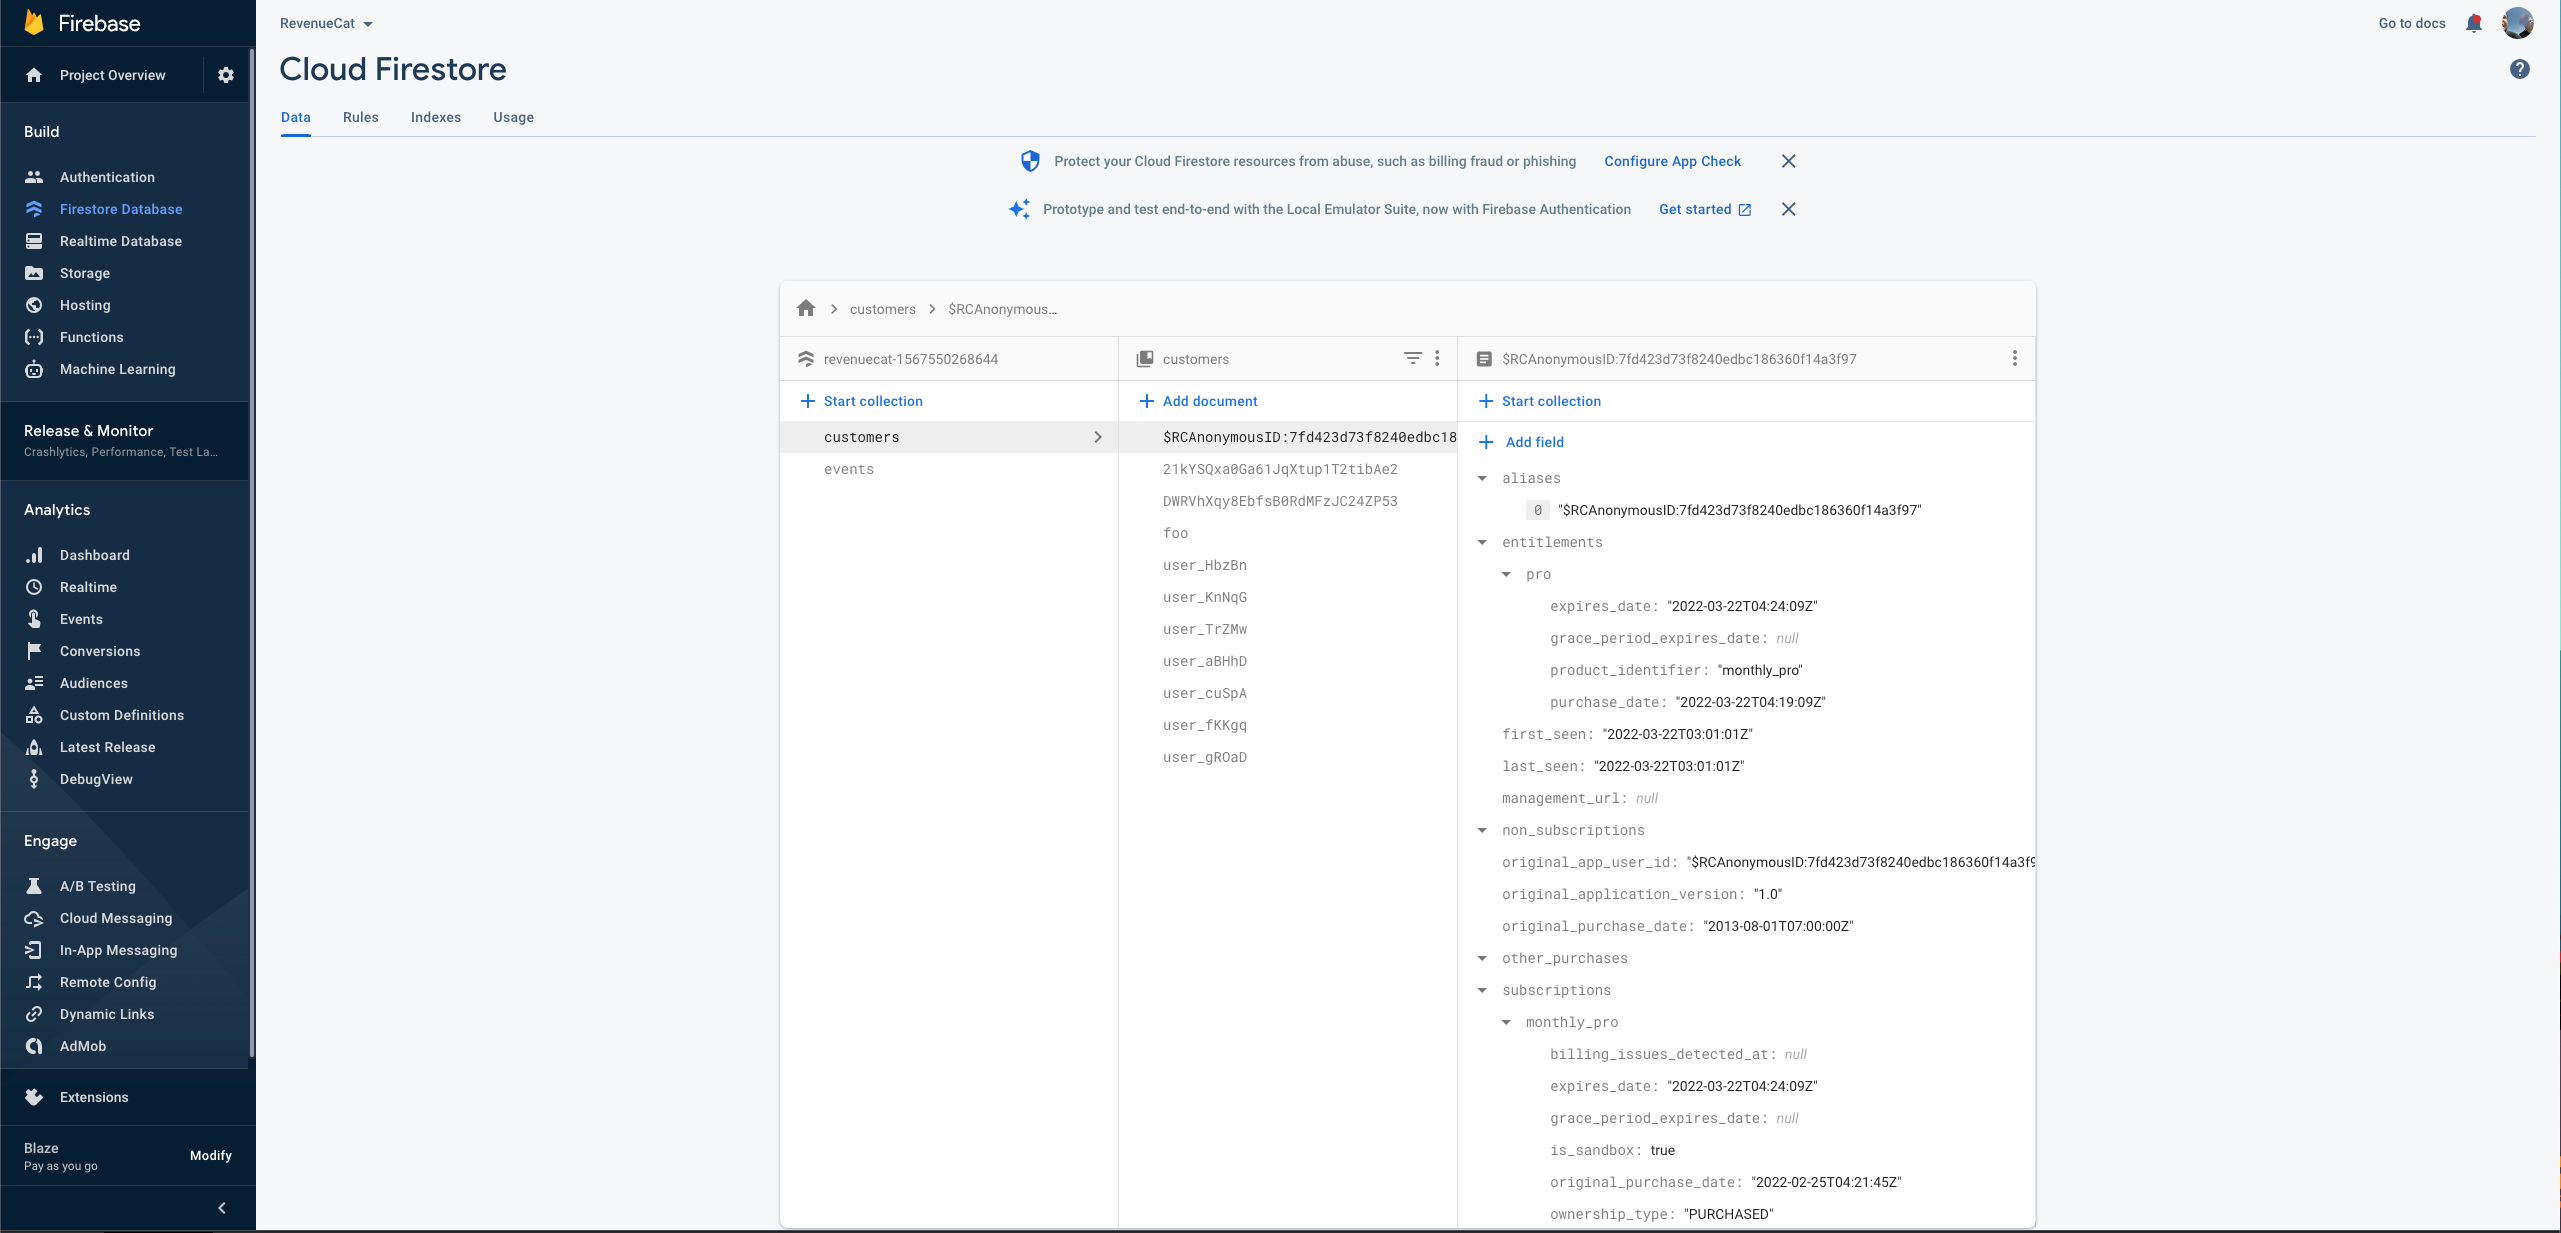 Firebase
Project Overview
Build
Authentication
Firestore Database
Realtime Database
Storage
Hosting
Functions
Machine Learning
Release & Monitor
Crashlytics, Performance, Test La...
Analytics
Dashboard
Realtime
Events
Conversions
Audiences
Custom Definitions
Latest Release
DebugView
Engage
A/B Testing
Cloud Messaging
In-App Messaging
Remote Config
Dynamic Links
AdMob
Extensions
Blaze
Pay as you go
Modify
RevenueCat
Go to docs
Cloud Firestore
Data Rules Indexes Usage
Protect your Cloud Firestore resources from abuse, such as billing fraud or phishing Configure App Check
Prototype and test end-to-end with the Local Emulator Suite, now with Firebase Authentication Get started
customers $RCAnonymous...
revenuecat-1567550268644
Start collection
customers
events
customers
Add document
$RCAnonymousID:7fd423d73f8240edbc18
21kYSQxa0Ga61JqXtup1T2tibAe2
DWRVhXqy8EbfsB0RdMFzJC24ZP53
foo
user_HbzBn
user_KnNqG
user_TrZMw
user_aBHhD
user_cuSpA
user_fKKgq
user_gROaD
$RCAnonymousID:7fd423d73f8240edbc186360f14a3f97
Start collection
Add field
aliases
0 "$RCAnonymousID:7fd423d73f8240edbc186360f14a3f97"
entitlements
pro
expires_date: "2022-03-22T04:24:09Z"
grace_period_expires_date: null
product_identifier: "monthly_pro"
purchase_date: "2022-03-22T04:19:09Z"
first_seen: "2022-03-22T03:01:01Z"
last_seen: "2022-03-22T03:01:01Z"
management_url: null
non_subscriptions
original_app_user_id: "$RCAnonymousID:7fd423d73f8240edbc186360f14a3f9
original_application_version: "1.0"
original_purchase_date: "2013-08-01T07:00:00Z"
other_purchases
subscriptions
monthly_pro
billing_issues_detected_at: null
expires_date: "2022-03-22T04:24:09Z"
grace_period_expires_date: null
is_sandbox: true
original_purchase_date: "2022-02-25T04:21:45Z"
ownership_type: "PURCHASED"